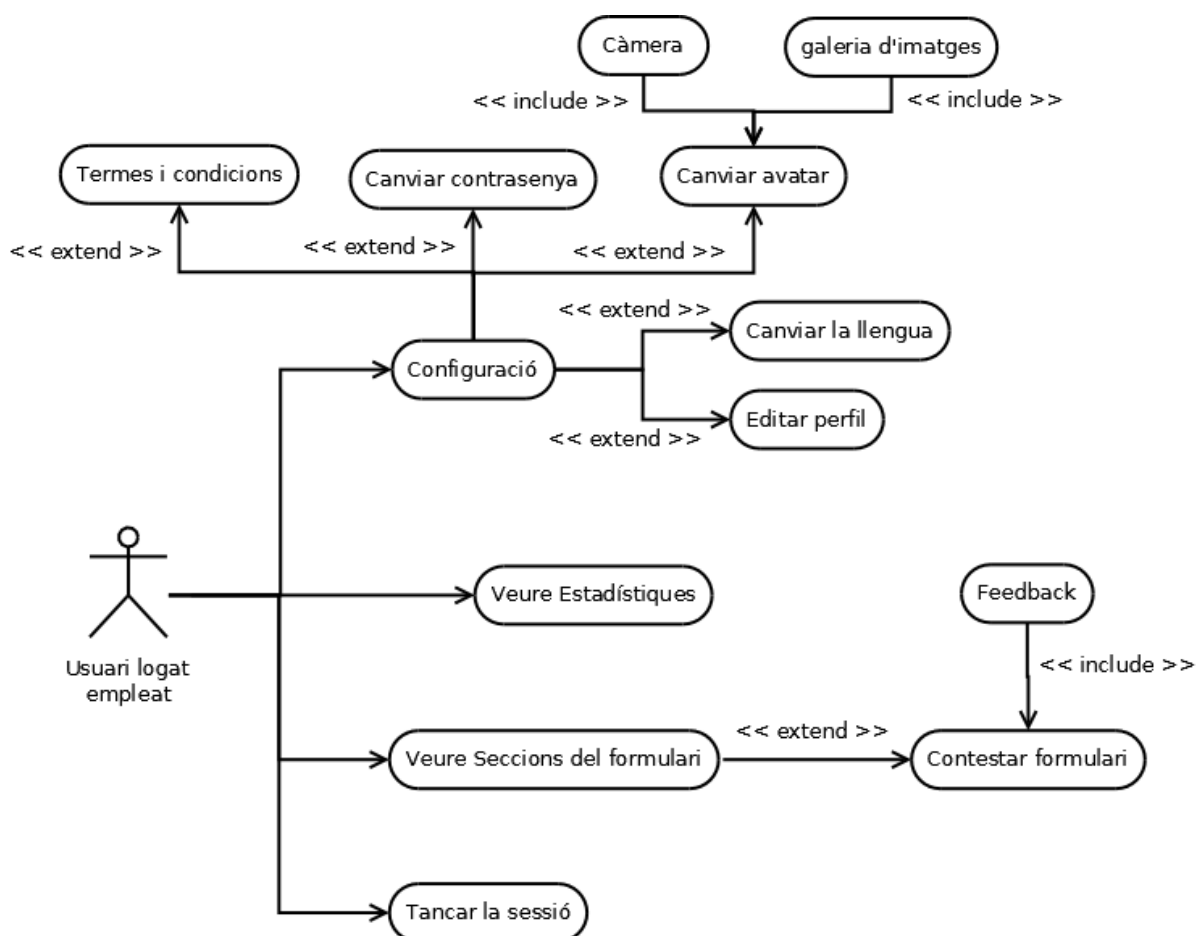 Càmera
galeria d'imatges
<< include >>
<< include >>
Termes i condicions
Canviar contrasenya
Canviar avatar
<< extend >>
<< extend >>
<< extend >>
<< extend >>
Canviar la llengua
Configuració
Editar perfil
<< extend >>
Veure Estadístiques
Feedback
Usuari logat
empleat
<< include >>
<< extend >>
Veure Seccions del formulari
Contestar formulari
Tancar la sessió